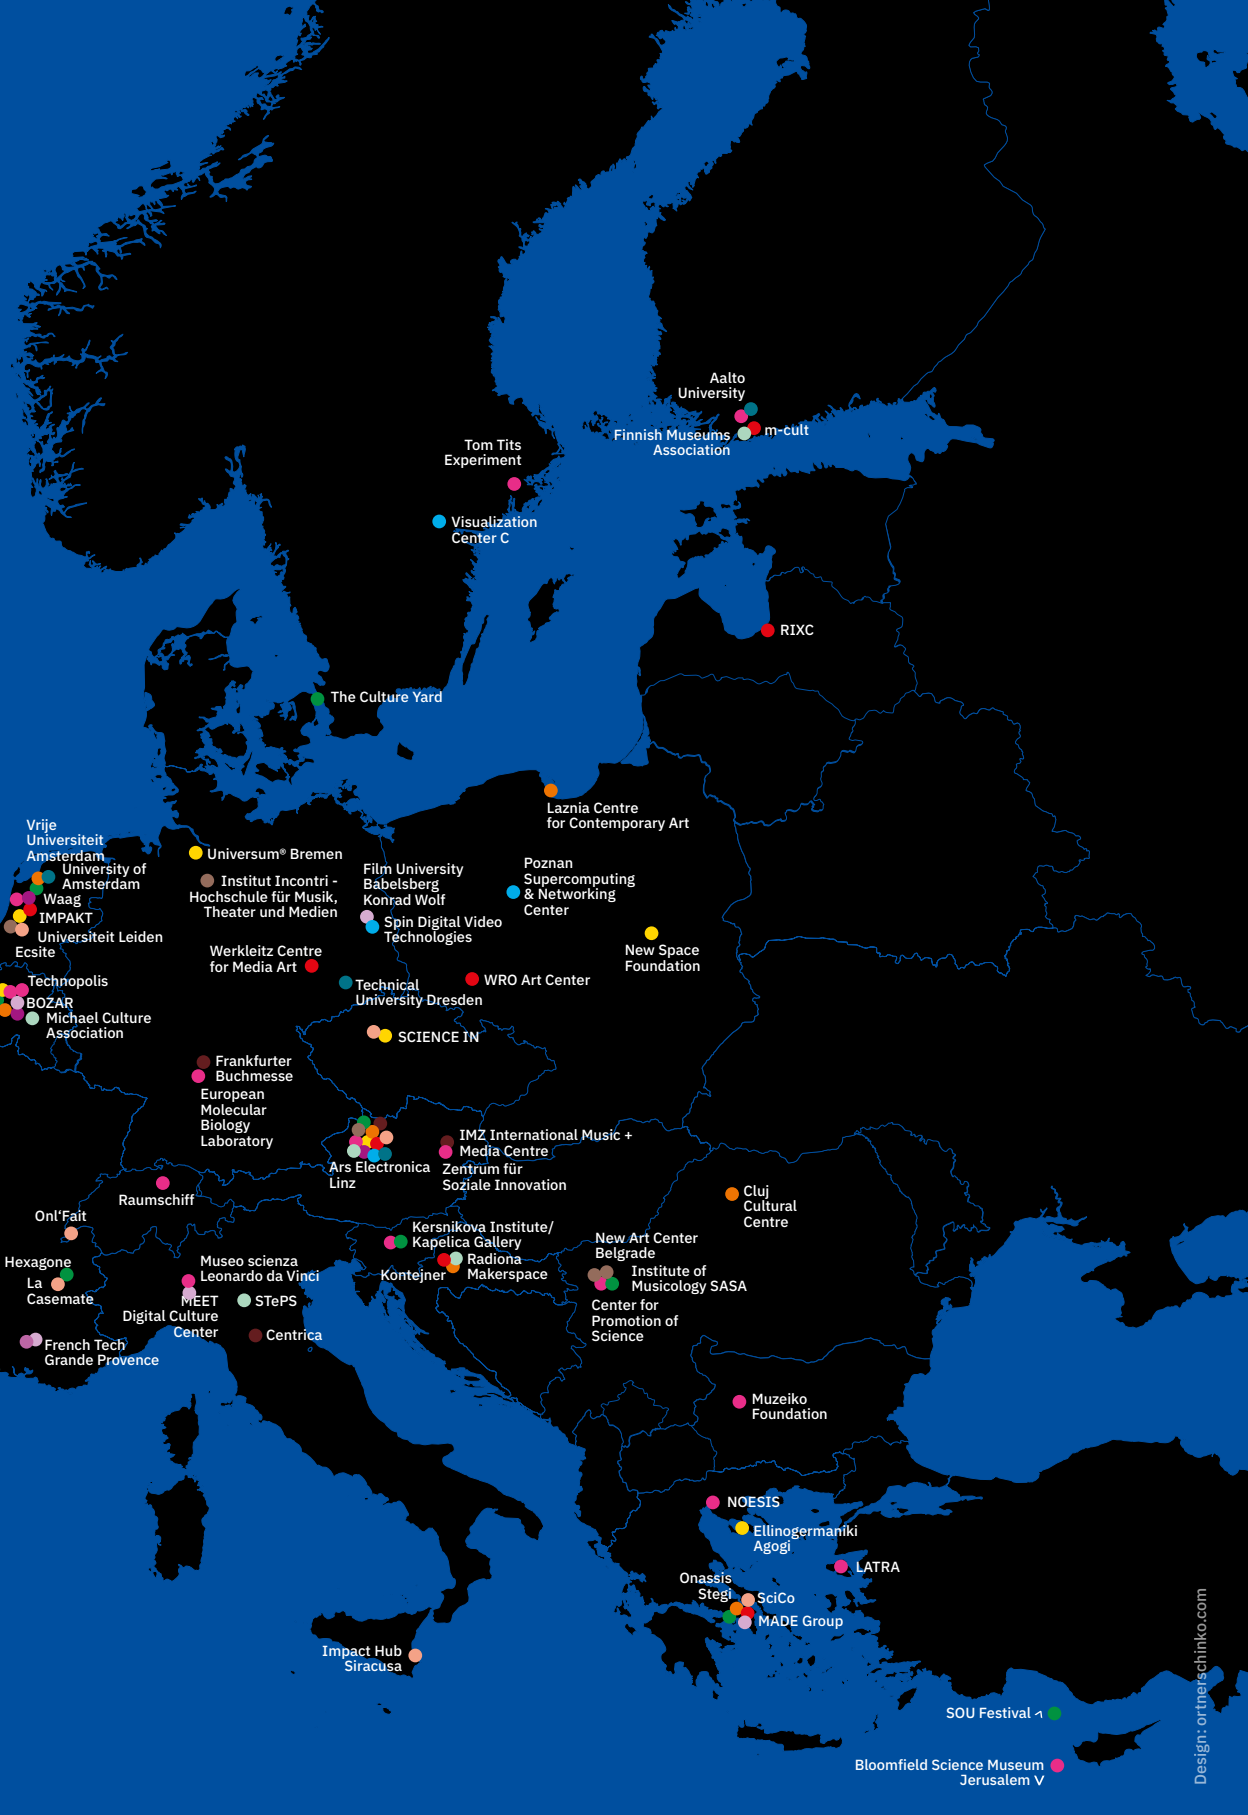 Aalto
University
Finnish Museums
Association
m-cult
Tom Tits
Experiment
Visualization
Center C
RIXC
The Culture Yard
Laznia Centre
for Contemporary Art
Vrije
Universiteit
Amsterdam
University of
Amsterdam
Waag
IMPAKT
Universiteit Leiden
Ecsite
Universum® Bremen
Institut Incontri -
Hochschule für Musik,
Theater und Medien
Film University
Babelsberg
Konrad Wolf
Spin Digital Video
Technologies
Poznan
Supercomputing
& Networking
Center
New Space
Foundation
Werkleitz Centre
for Media Art
WRO Art Center
Technical
University Dresden
Technopolis
BOZAR
Michael Culture
Association
SCIENCE IN
Frankfurter
Buchmesse
European
Molecular
Biology
Laboratory
Ars Electronica
Linz
IMZ International Music +
Media Centre
Zentrum für
Soziale Innovation
Raumschiff
Onl‘Fait
Cluj
Cultural
Centre
Kersnikova Institute/
Kapelica Gallery
Radiona
Makerspace
Kontejner
New Art Center
Belgrade
Institute of
Musicology SASA
Center for
Promotion of
Science
Hexagone
La
Casemate
Museo scienza
Leonardo da Vinci
MEET
Digital Culture
Center
STePS
Centrica
French Tech
Grande Provence
Muzeiko
Foundation
NOESIS
Ellinogermaniki
Agogi
LATRA
Onassis
Stegi
SciCo
MADE Group
Impact Hub
Siracusa
SOU Festival
Bloomfield Science Museum
Jerusalem
Design: ortnerschinko.com